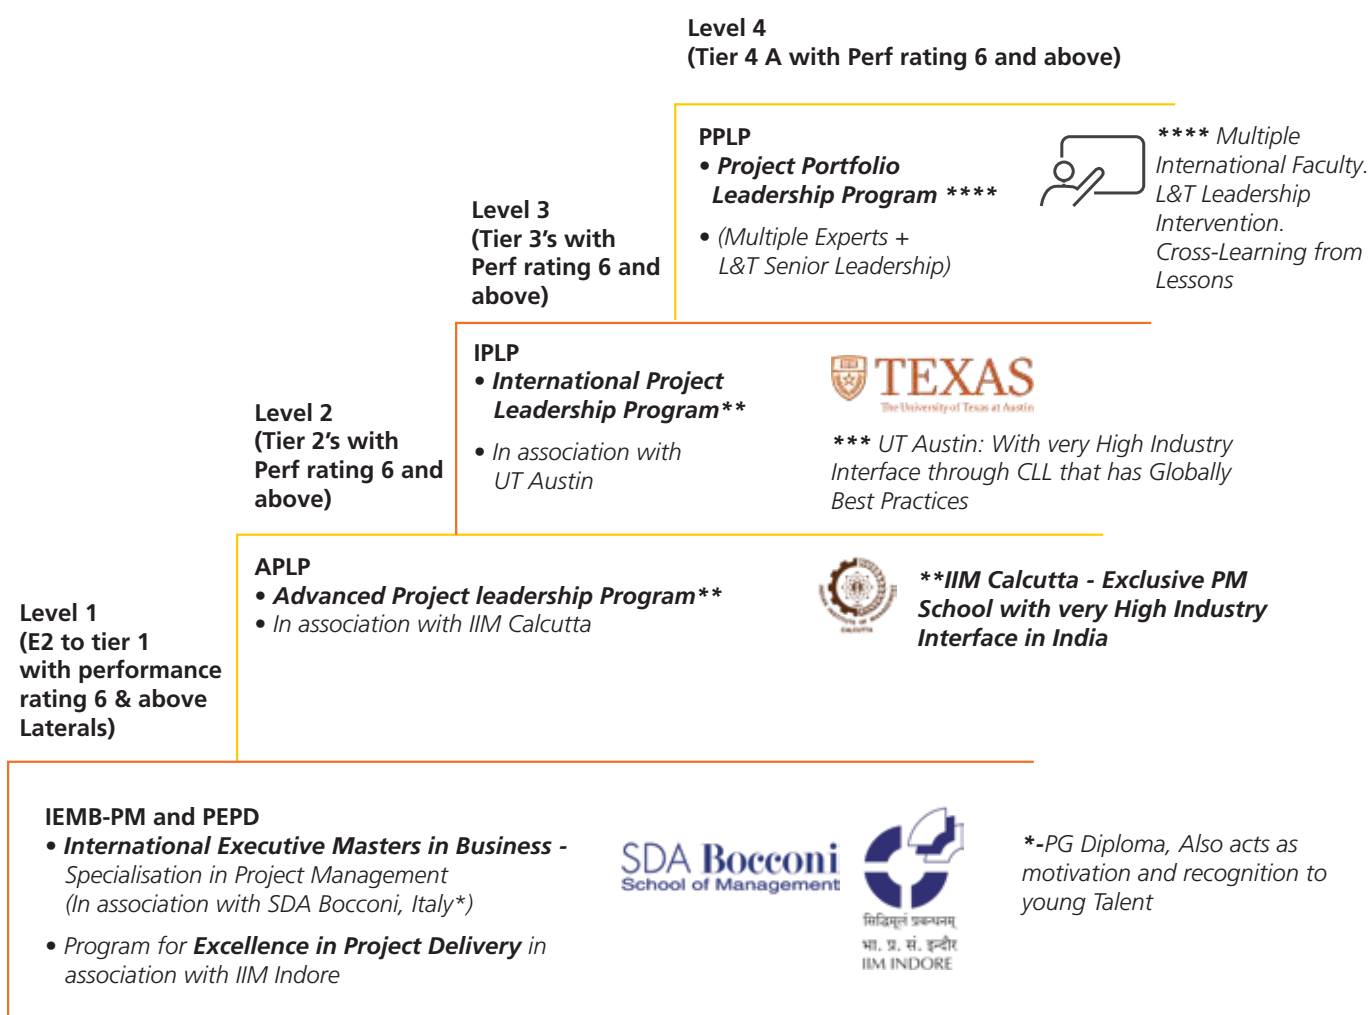 Level 4
(Tier 4 A with Perf rating 6 and above)
PPLP
• Project Portfolio
Leadership Program ****
• (Multiple Experts +
L&T Senior Leadership)
**** Multiple
International Faculty.
L&T Leadership
Intervention.
Cross-Learning from
Lessons
Level 3
(Tier 3’s with
Perf rating 6 and
above)
IPLP
• International Project
Leadership Program**
• In association with
UT Austin
TEXAS
The University of Texas at Austin
*** UT Austin: With very High Industry
Interface through CLL that has Globally
Best Practices
Level 2
(Tier 2’s with
Perf rating 6 and
above)
APLP
• Advanced Project leadership Program**
• In association with IIM Calcutta
CALCUTTA
**IIM Calcutta - Exclusive PM
School with very High Industry
Interface in India
Level 1
(E2 to tier 1
with performance
rating 6 & above
Laterals)
IEMB-PM and PEPD
• International Executive Masters in Business -
Specialisation in Project Management
(In association with SDA Bocconi, Italy*)
• Program for Excellence in Project Delivery in
association with IIM Indore
SDA Bocconi
School of Management
सिद्धिमूलं प्रबन्धनम्
भा. प्र. सं. इन्दौर
IIM INDORE
*-PG Diploma, Also acts as
motivation and recognition to
young Talent